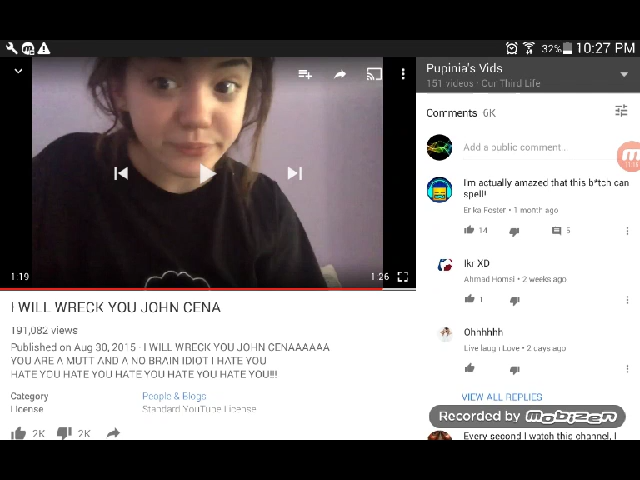 32% 10:27 PM
Pupinia's Vids
151 videos · Our Third Life
Comments 6K
Add a public comment...
Im actually amazed that this b*tch can
spell!
Erika Foster • 1 month ago
14 5
Ikr XD
Ahmad Homsi • 2 weeks ago
1
Ohhhhhh
Live laugh Love • 2 days ago
VIEW ALL REPLIES
Every second I watch this channel, I
1:19 1:26
I WILL WRECK YOU JOHN CENA
191,082 views
Published on Aug 30, 2015 · I WILL WRECK YOU JOHN CENAAAAAA
YOU ARE A MUTT AND A NO BRAIN IDIOT I HATE YOU
HATE YOU HATE YOU HATE YOU HATE YOU HATE YOU!!!
Category People & Blogs
License Standard YouTube License
2K 2K
Recorded by Mobizen